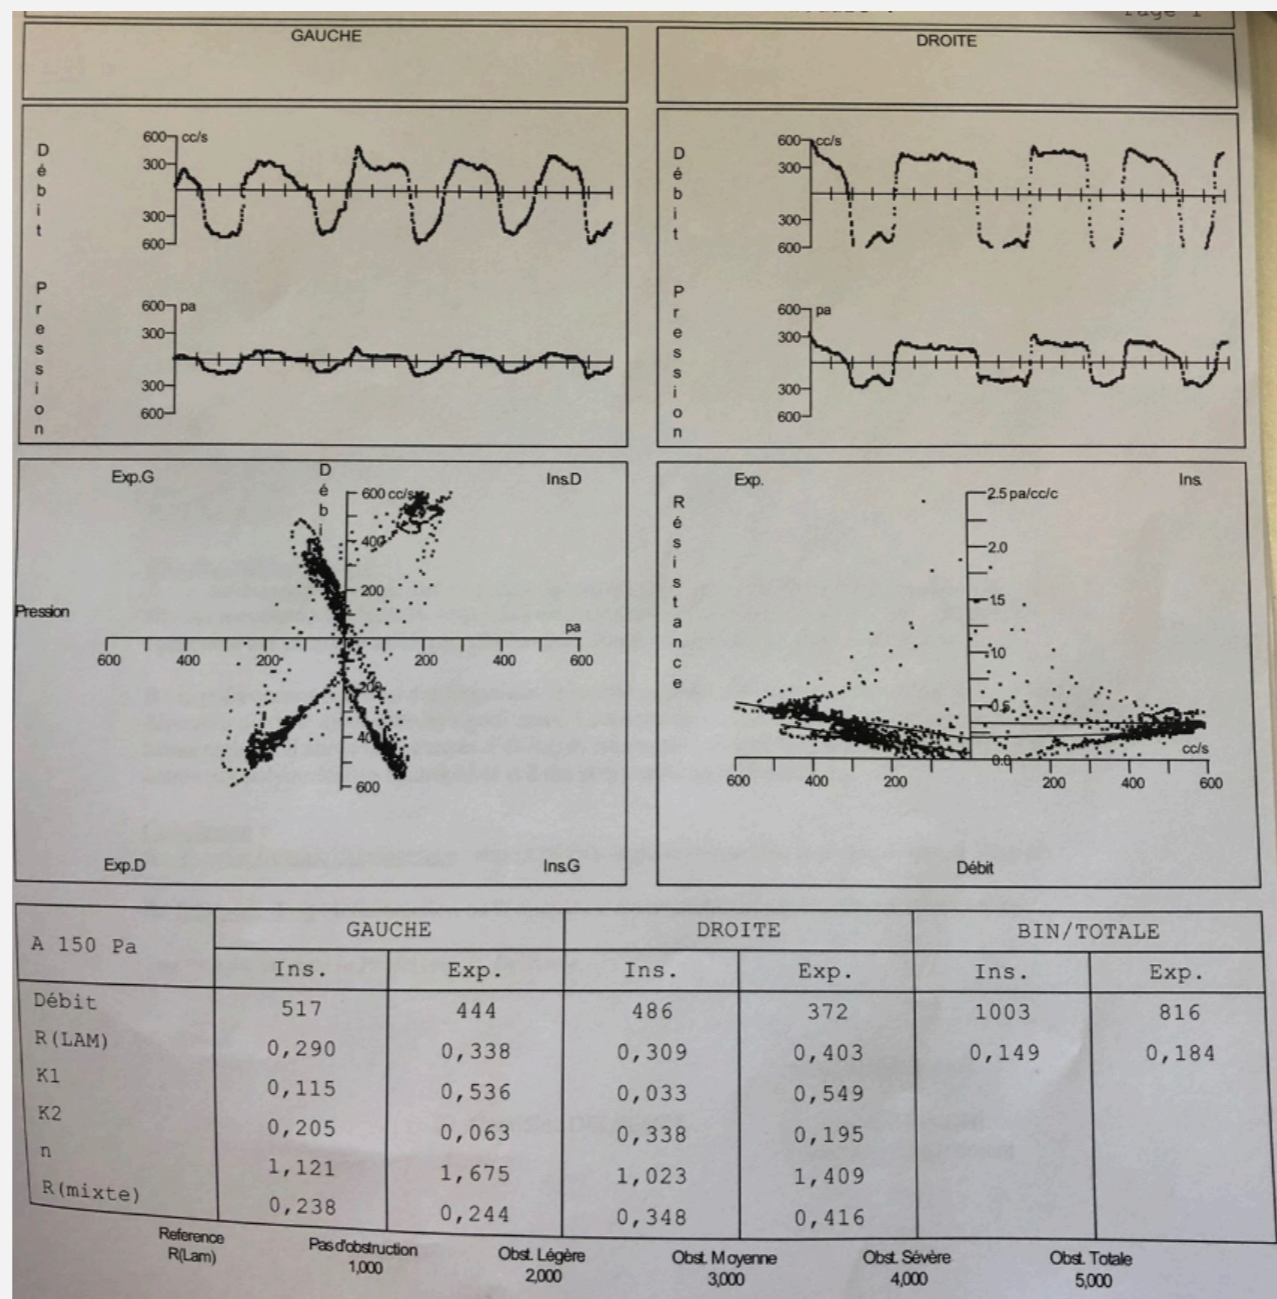 Page 1
GAUCHE
DROITE
Débit
600 cc/s
300
300
600
Pression
600 pa
300
300
600
Débit
600 cc/s
300
300
600
Pression
600 pa
300
300
600
Exp.G
Débi
Ins.D
600 cc/s
400
200
Pression
pa
600 400 200 200 400 600
200
40
600
Exp.D
Ins.G
Résistance
Exp.
Ins.
2.5 pa/cc/c
2.0
1.5
1.0
0.5
0.0
cc/s
600 400 200 200 400 600
Débit
A 150 Pa GAUCHE DROITE BIN/TOTALE
Ins. Exp. Ins. Exp. Ins. Exp.
Débit 517 444 486 372 1003 816
R(LAM) 0,290 0,338 0,309 0,403 0,149 0,184
K1 0,115 0,536 0,033 0,549
K2 0,205 0,063 0,338 0,195
n 1,121 1,675 1,023 1,409
R(mixte) 0,238 0,244 0,348 0,416
Reference Pas d'obstruction Obst. Légère Obst. Moyenne Obst. Sévère Obst. Totale
R(Lam) 1,000 2,000 3,000 4,000 5,000